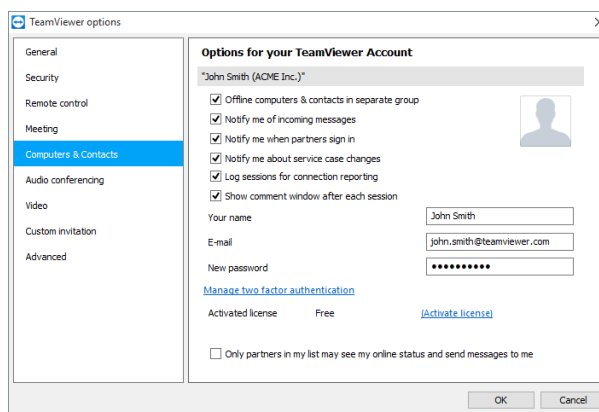 TeamViewer options
General
Security
Remote control
Meeting
Computers & Contacts
Audio conferencing
Video
Custom invitation
Advanced
Options for your TeamViewer Account
"John Smith (ACME Inc.)"
Offline computers & contacts in separate group
Notify me of incoming messages
Notify me when partners sign in
Notify me about service case changes
Log sessions for connection reporting
Show comment window after each session
Your name John Smith
E-mail john.smith@teamviewer.com
New password ••••••••••
Manage two factor authentication
Activated license Free (Activate license)
Only partners in my list may see my online status and send messages to me
OK Cancel